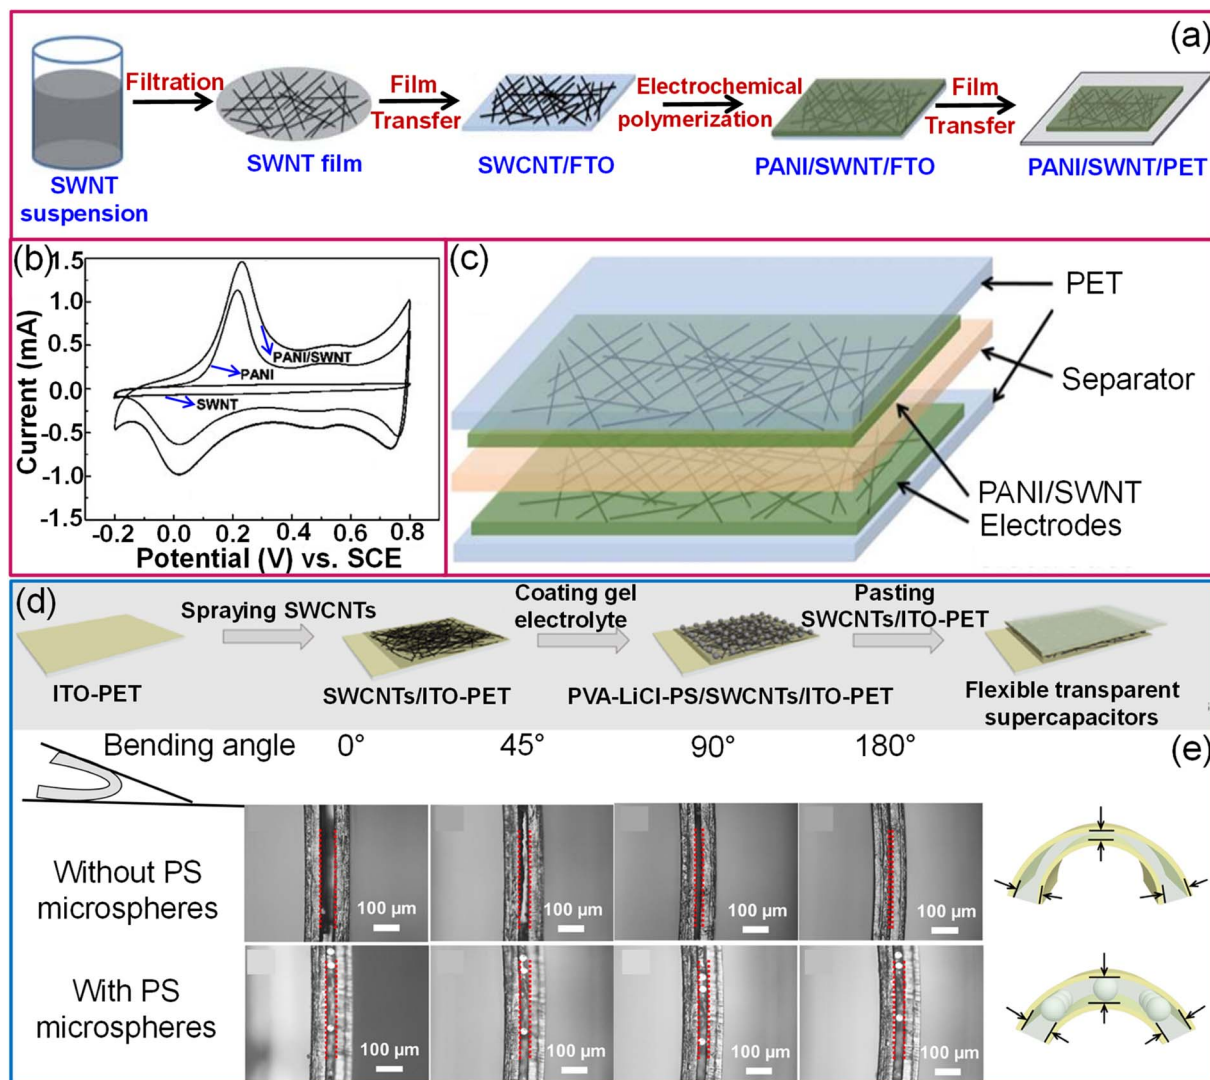 (a)
Filtration
Film
Transfer
Electrochemical
polymerization
Film
Transfer
SWNT
suspension
SWNT film
SWCNT/FTO
PANI/SWNT/FTO
PANI/SWNT/PET
(b)
1.5
1.0
0.5
0.0
-0.5
-1.0
-1.5
Current (mA)
PANI/SWNT
PANI
SWNT
-0.2 0.0 0.2 0.4 0.6 0.8
Potential (V) vs. SCE
(c)
PET
Separator
PANI/SWNT
Electrodes
(d)
Spraying SWCNTs
Coating gel
electrolyte
Pasting
SWCNTs/ITO-PET
ITO-PET
SWCNTs/ITO-PET
PVA-LiCl-PS/SWCNTs/ITO-PET
Flexible transparent
supercapacitors
Bending angle 0° 45° 90° 180°
(e)
Without PS
microspheres
100 µm 100 µm 100 µm 100 µm
With PS
microspheres
100 µm 100 µm 100 µm 100 µm